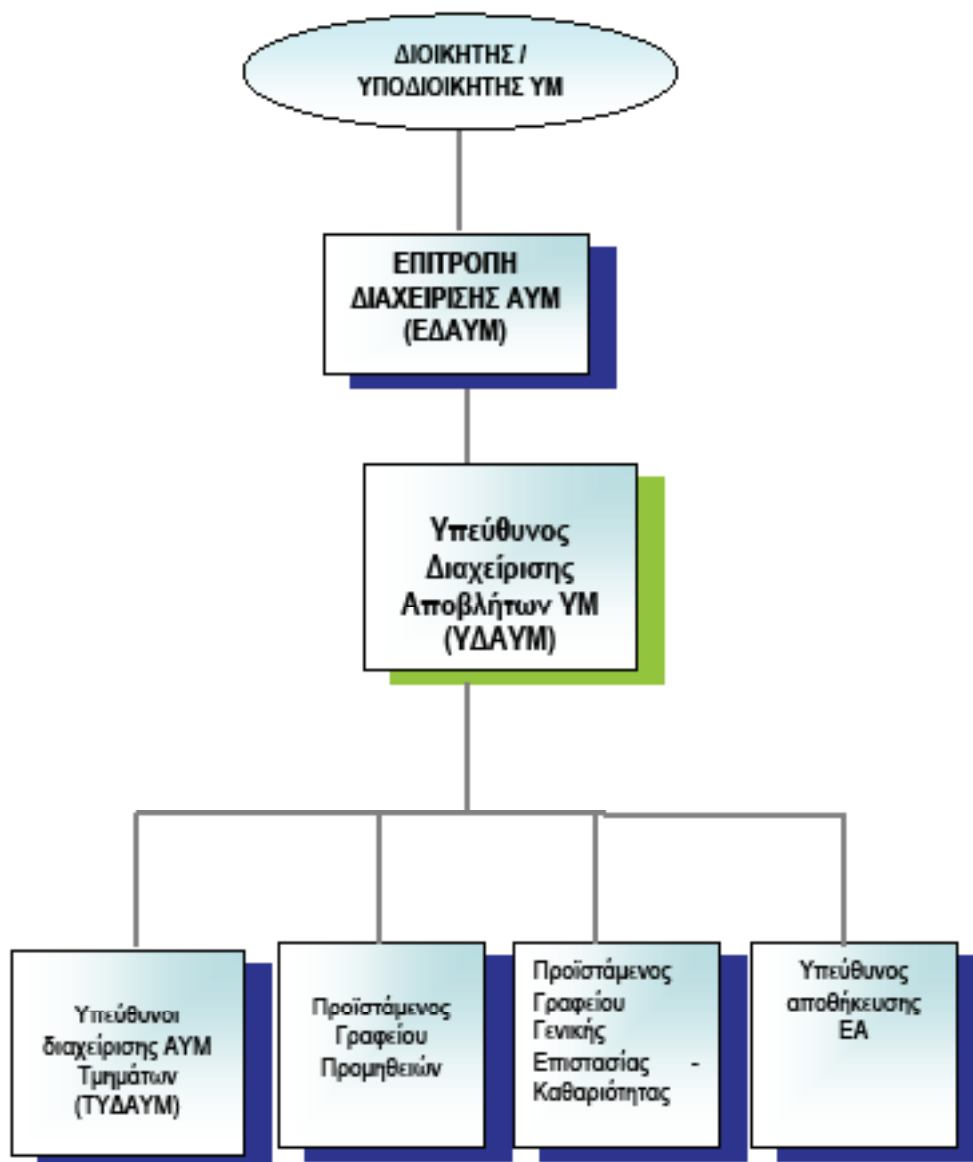 ΔΙΟΙΚΗΤΗΣ /
ΥΠΟΔΙΟΙΚΗΤΗΣ ΥΜ
ΕΠΙΤΡΟΠΗ
ΔΙΑΧΕΙΡΙΣΗΣ ΑΥΜ
(ΕΔΑΥΜ)
Υπεύθυνος
Διαχείρισης
Αποβλήτων ΥΜ
(ΥΔΑΥΜ)
Υπεύθυνοι
διαχείρισης ΑΥΜ
Τμημάτων
(ΤΥΔΑΥΜ)
Προϊστάμενος
Γραφείου
Προμηθειών
Προϊστάμενος
Γραφείου
Γενικής
Επιστασίας -
Καθαριότητας
Υπεύθυνος
αποθήκευσης
ΕΑ